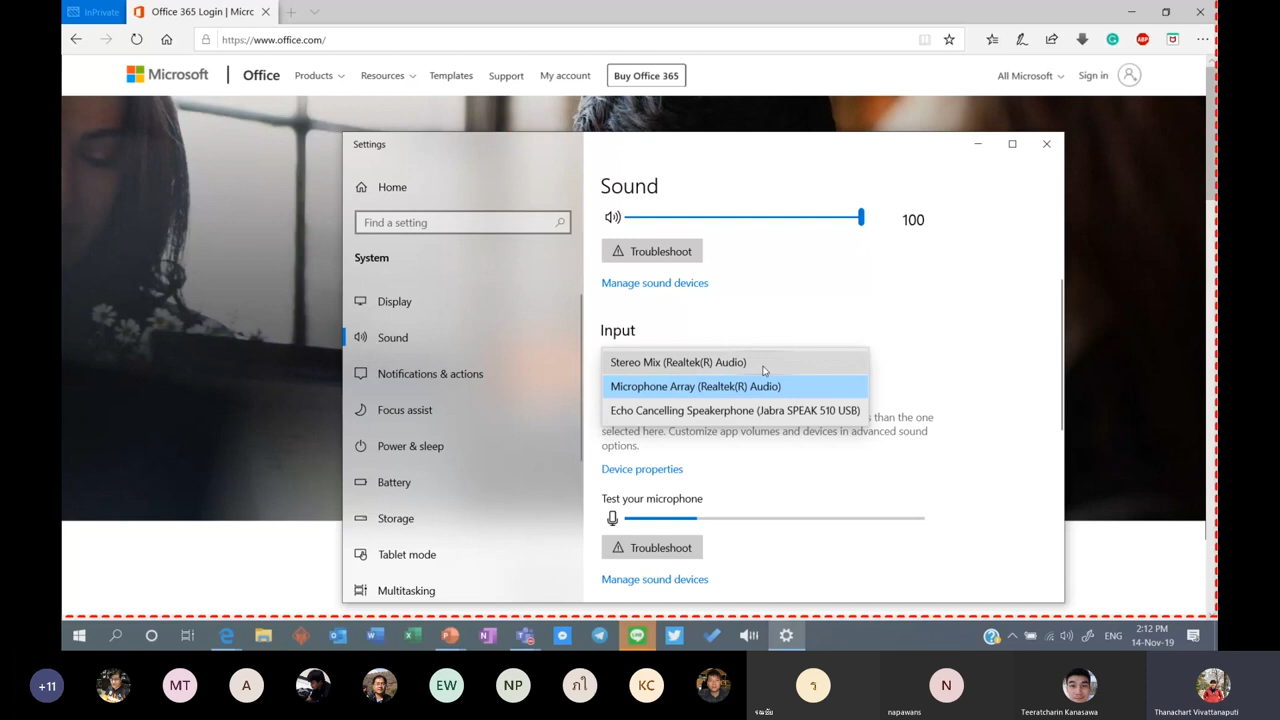 InPrivate
Office 365 Login | Micr
https://www.office.com/
ABP
Microsoft
Office
Products
Resources
Templates
Support
My account
Buy Office 365
All Microsoft
Sign in
Settings
Home
Find a setting
System
Display
Sound
Notifications & actions
Focus assist
Power & sleep
Battery
Storage
Tablet mode
Multitasking
Sound
100
Troubleshoot
Manage sound devices
Input
Stereo Mix (Realtek(R) Audio)
Microphone Array (Realtek(R) Audio)
Echo Cancelling Speakerphone (Jabra SPEAK 510 USB)
s than the one
selected here. Customize app volumes and devices in advanced sound
options.
Device properties
Test your microphone
Troubleshoot
Manage sound devices
ENG
2:12 PM
14-Nov-19
+11
MT
A
EW
NP
ภไ
KC
ร
N
napawans
Teeratcharin Kanasawa
Thanachart Vivattanaputi